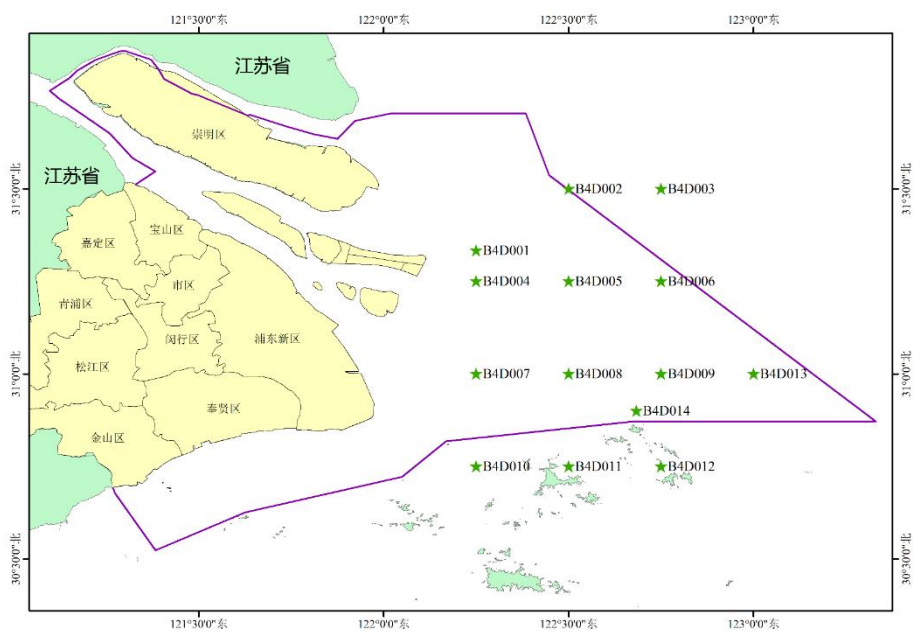 121°30'0"东
122°0'0"东
122°30'0"东
123°0'0"东
江苏省
崇明区
江苏省
31°30'0"北
31°30'0"北
B4D002
B4D003
宝山区
嘉定区
B4D001
市区
B4D004
B4D005
B4D006
青浦区
闵行区
浦东新区
松江区
31°0'0"北
31°0'0"北
B4D007
B4D008
B4D009
B4D013
奉贤区
B4D014
金山区
B4D010
B4D011
B4D012
30°30'0"北
30°30'0"北
121°30'0"东
122°0'0"东
122°30'0"东
123°0'0"东